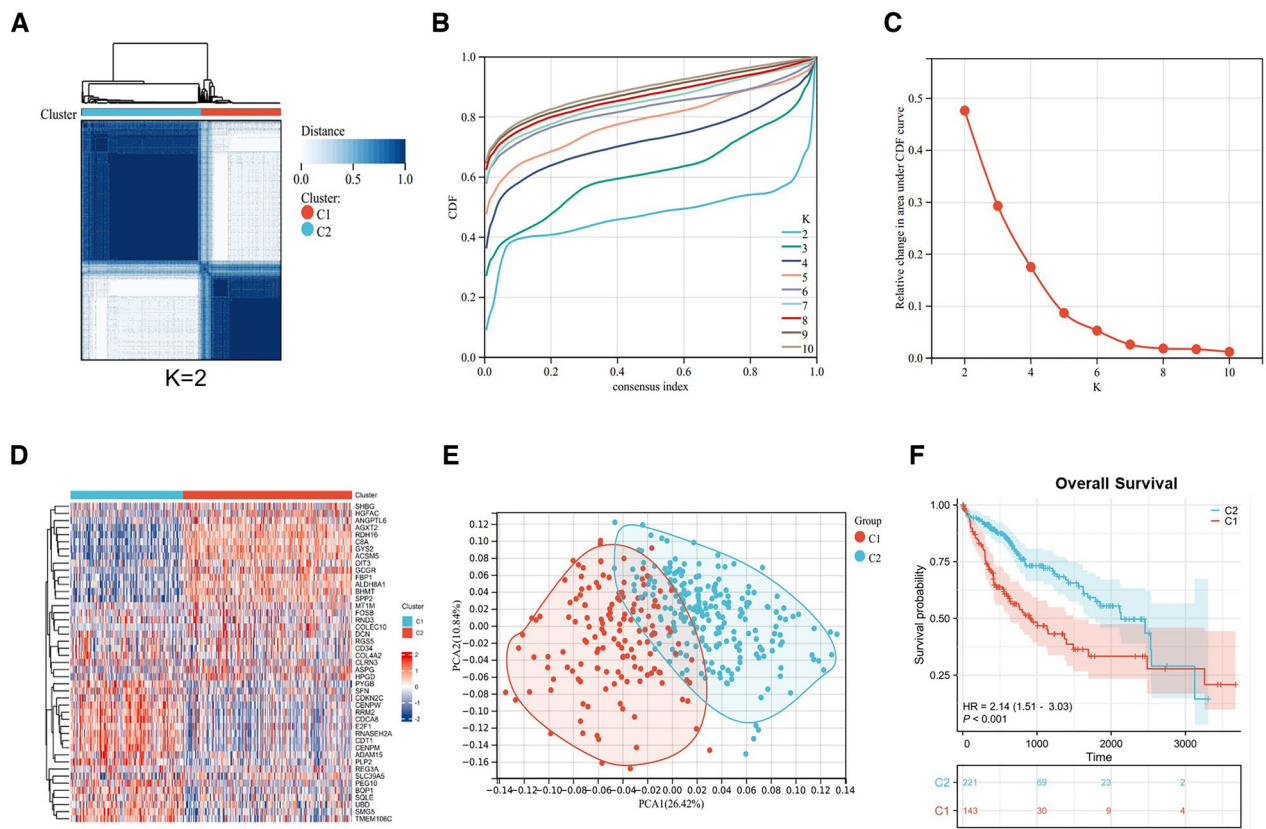 A
Cluster
Distance
0.0 0.5 1.0
Cluster:
C1
C2
K=2
B
1.0
0.8
0.6
0.4
0.2
0.0
CDF
K
2
3
4
5
6
7
8
9
10
0.0 0.2 0.4 0.6 0.8 1.0
consensus index
C
Relative change in area under CDF curve
0.5
0.4
0.3
0.2
0.1
0.0
2 4 6 8 10
K
D
Cluster
SHBG
HGFAC
ANGPTL6
AGXT2
RDH16
C8A
GYS2
ACSM5
OIT3
GCGR
FBP1
ALDH8A1
BHMT
SPP2
MT1M
FOSB
RND3
COLEC10
DCN
RGS5
CD34
COL4A2
CLRN3
ASPG
HPGD
PYGB
SFN
CDKN2C
CENPW
RRM2
CDCA8
E2F1
RNASEH2A
CDT1
CENPM
ADAM15
PLP2
REG3A
SLC39A5
PEG10
BOP1
SQLE
UBD
SMG5
TMEM106C
Cluster
C1
C2
2
1
0
-1
-2
E
PCA2(10.84%)
0.12
0.10
0.08
0.06
0.04
0.02
0.00
−0.02
−0.04
−0.06
−0.08
−0.10
−0.12
−0.14
−0.16
−0.14 −0.12 −0.10 −0.08 −0.06 −0.04 −0.02 0.00 0.02 0.04 0.06 0.08 0.10 0.12 0.14
PCA1(26.42%)
Group
C1
C2
F
Overall Survival
C2
C1
Survival probability
1.00
0.75
0.50
0.25
HR = 2.14 (1.51 - 3.03)
P < 0.001
0 1000 2000 3000
Time
C2 221 69 23 2
C1 143 30 9 4